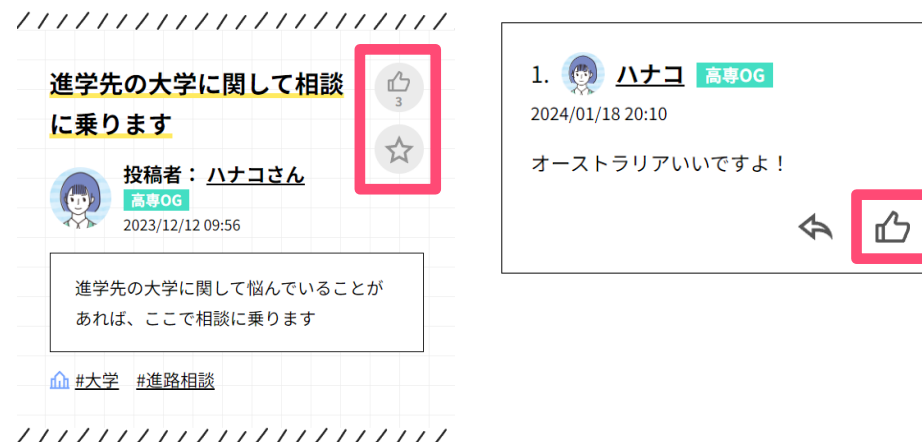 進学先の大学に関して相談
に乗ります
3
投稿者： ハナコさん
高専OG
2023/12/12 09:56
進学先の大学に関して悩んでいることが
あれば、ここで相談に乗ります
#大学 #進路相談
1. ハナコ 高専OG
2024/01/18 20:10
オーストラリアいいですよ！